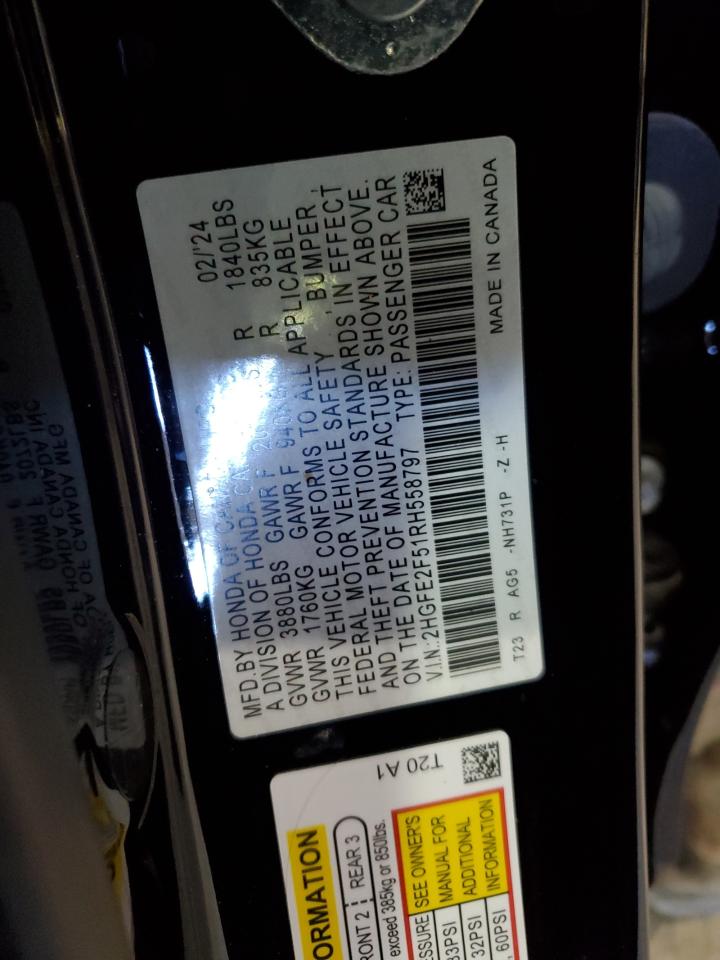 MFD.BY HONDA OF 02/'24
A DIVISION OF HONDA R 1840LBS
GVWR 3880LBS GAWR F R 835KG
GVWR 1760KG GAWR F
THIS VEHICLE CONFORMS TO ALL APPLICABLE
FEDERAL MOTOR VEHICLE SAFETY , BUMPER ,
AND THEFT PREVENTION STANDARDS IN EFFECT
ON THE DATE OF MANUFACTURE SHOWN ABOVE.
V.I.N.:2HGFE2F51RH558797 TYPE: PASSENGER CAR
T23 R AG5 -NH731P -Z -H MADE IN CANADA
T20 A1
ORMATION
RONT 2 REAR 3
exceed 385kg or 850lbs.
ESSURE
33PSI
32PSI
, 60PSI
SEE OWNER'S
MANUAL FOR
ADDITIONAL
INFORMATION